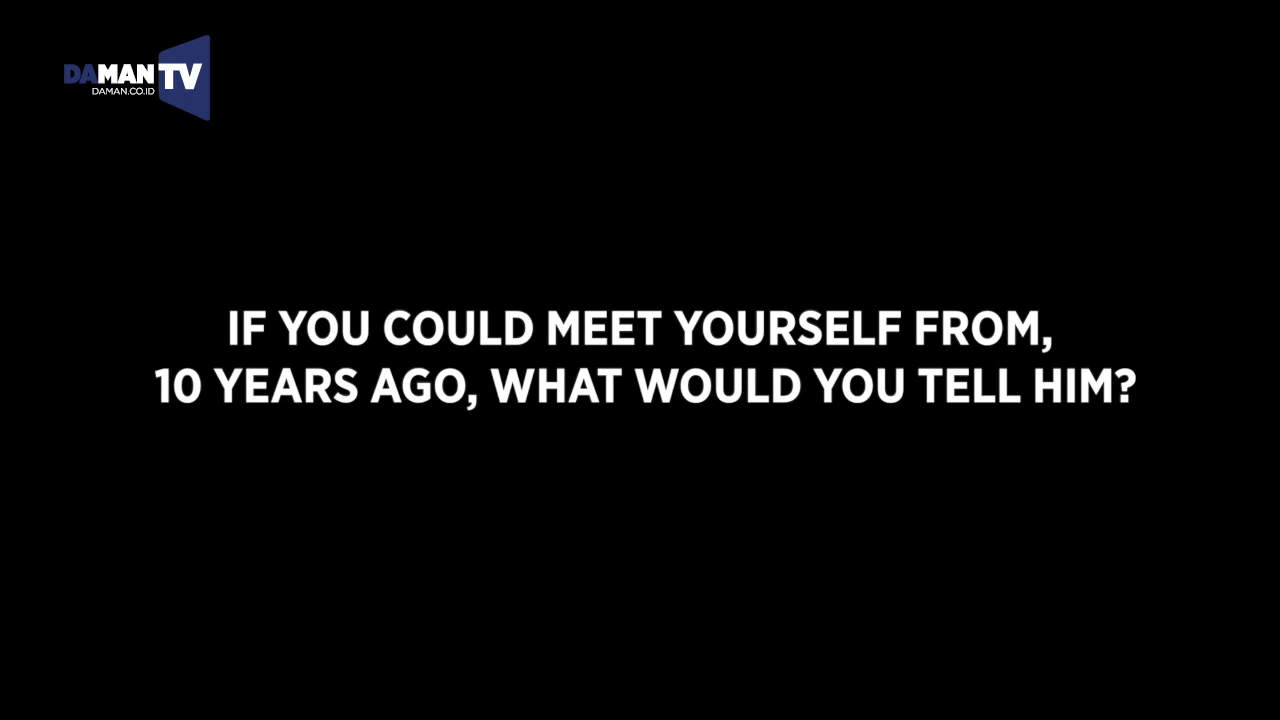 DAMAN TV
DAMAN.CO.ID
IF YOU COULD MEET YOURSELF FROM,
10 YEARS AGO, WHAT WOULD YOU TELL HIM?